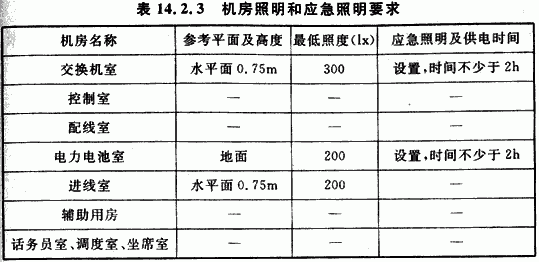 表 14.2.3 机房照明和应急照明要求
机房名称 参考平面及高度 最低照度(lx) 应急照明及供电时间
交换机室 水平面0.75m 300 设置,时间不少于2h
控制室 — — —
配线室 — — —
电力电池室 地面 200 设置,时间不少于2h
进线室 水平面0.75m 200 —
辅助用房 — — —
话务员室、调度室、坐席室 — — —